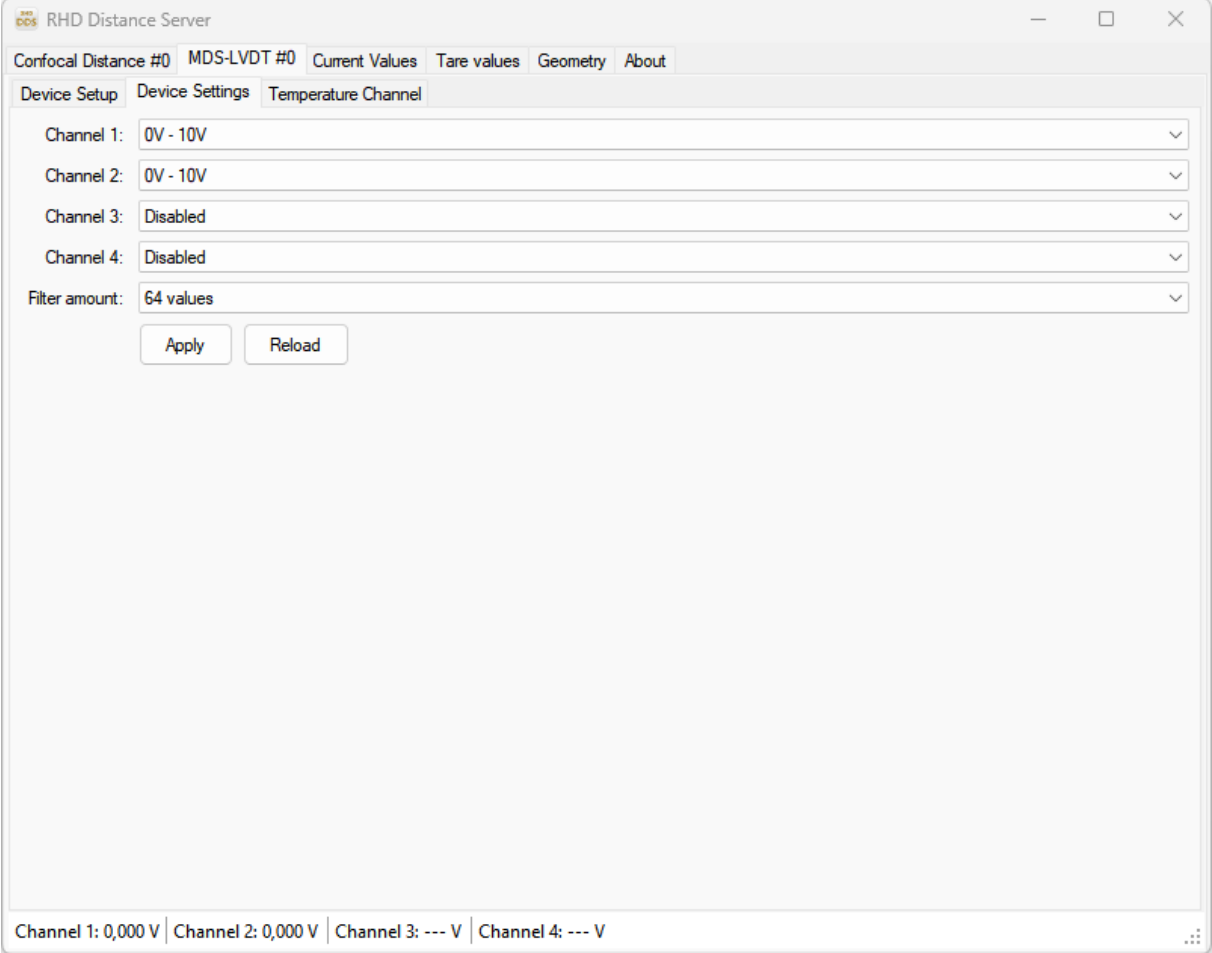 RHD DDS RHD Distance Server
Confocal Distance #0 MDS-LVDT #0 Current Values Tare values Geometry About
Device Setup Device Settings Temperature Channel
Channel 1: 0V - 10V
Channel 2: 0V - 10V
Channel 3: Disabled
Channel 4: Disabled
Filter amount: 64 values
Apply Reload
Channel 1: 0,000 V Channel 2: 0,000 V Channel 3: --- V Channel 4: --- V